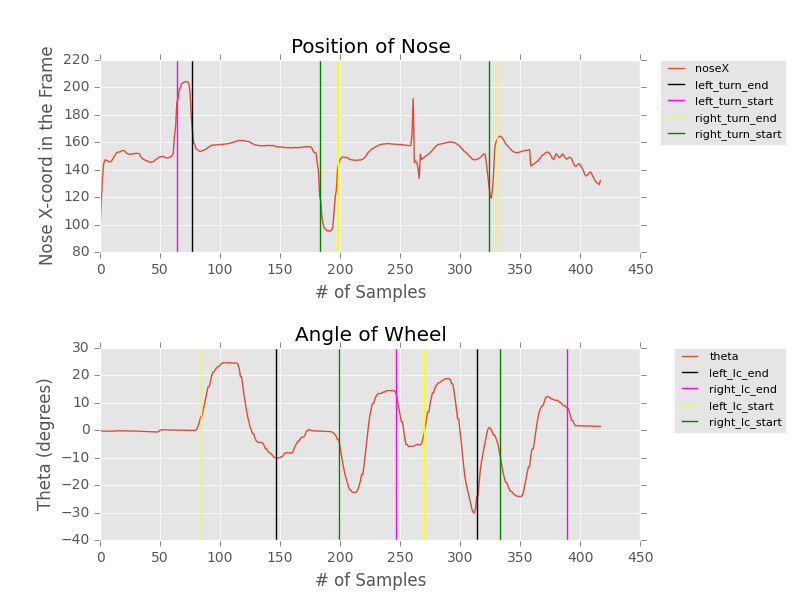 Position of Nose
Nose X-coord in the Frame
220
200
180
160
140
120
100
80
0 50 100 150 200 250 300 350 400 450
# of Samples
noseX
left_turn_end
left_turn_start
right_turn_end
right_turn_start
Angle of Wheel
Theta (degrees)
30
20
10
0
−10
−20
−30
−40
0 50 100 150 200 250 300 350 400 450
# of Samples
theta
left_lc_end
right_lc_end
left_lc_start
right_lc_start